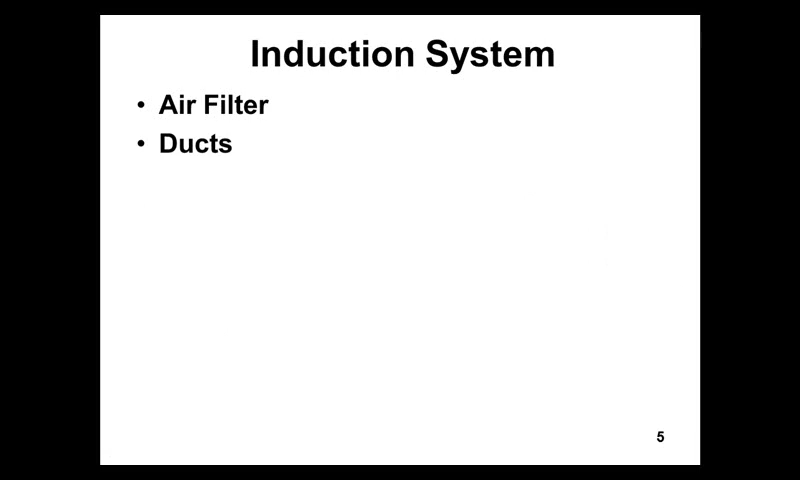 Induction System
• Air Filter
• Ducts
5